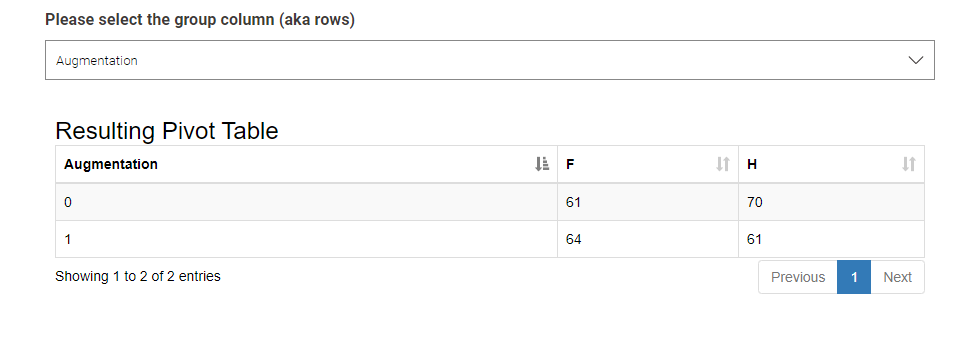 Please select the group column (aka rows)
Augmentation
Resulting Pivot Table
Augmentation F H
0 61 70
1 64 61
Showing 1 to 2 of 2 entries
Previous 1 Next